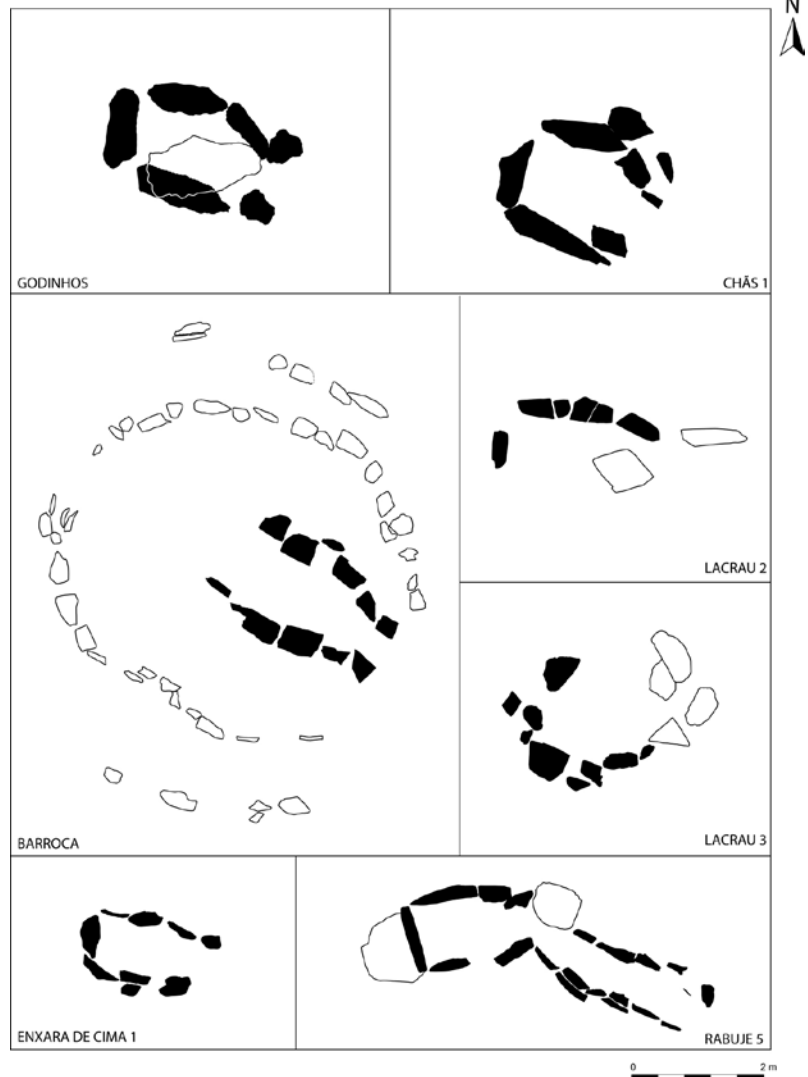 N
GODINHOS
CHÃS 1
LACRAU 2
BARROCA
LACRAU 3
ENXARA DE CIMA 1
RABUJE 5
0 2 m